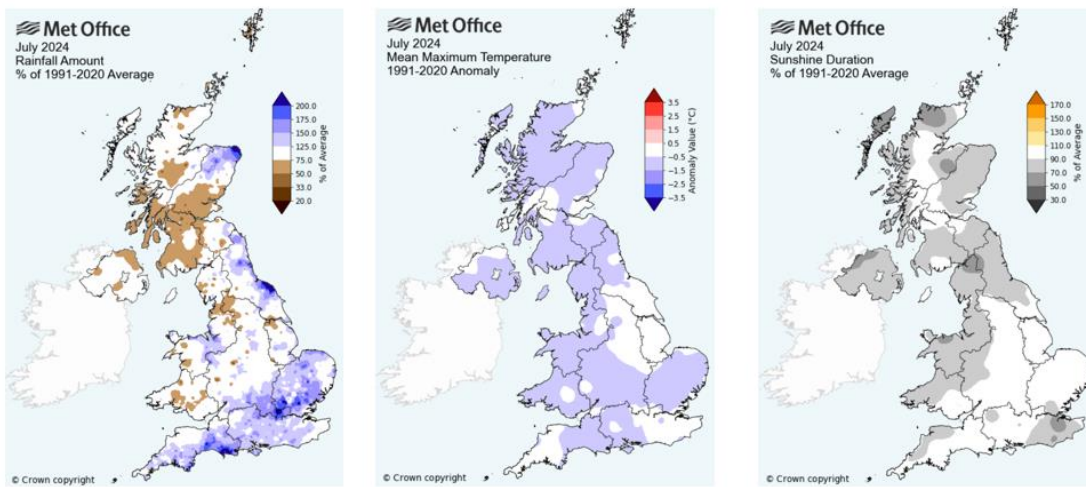 Met Office
July 2024
Rainfall Amount
% of 1991-2020 Average
200.0
175.0
125.0
75.0
50.0
33.0
20.0
% of Average
© Crown copyright
Met Office
July 2024
Mean Maximum Temperature
1991-2020 Anomaly
3.5
2.5
1.5
0.5
-0.5
-1.5
-2.5
-3.5
Anomaly Value (°C)
© Crown copyright
Met Office
July 2024
Sunshine Duration
% of 1991-2020 Average
170.0
150.0
130.0
110.0
90.0
70.0
50.0
30.0
% of Average
© Crown copyright